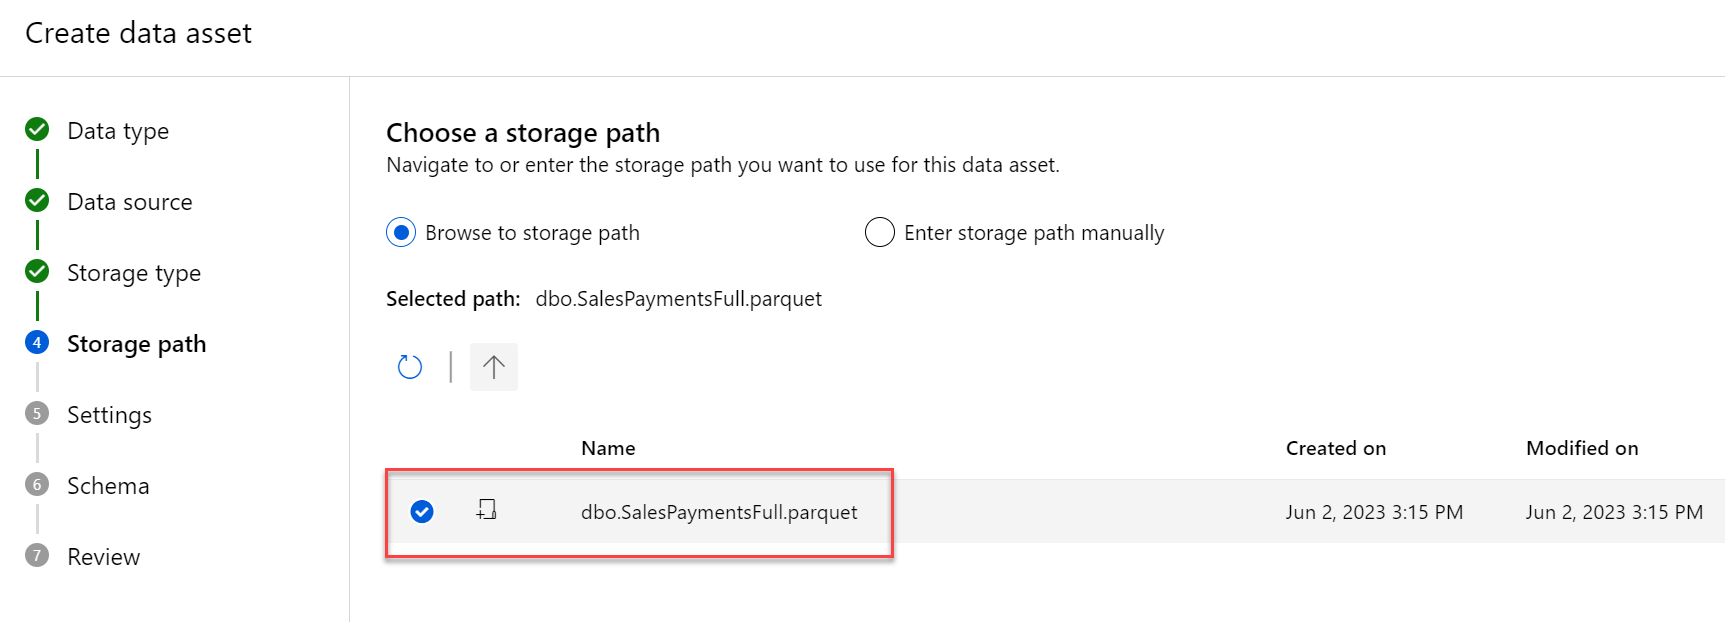 Create data asset
Data type
Data source
Storage type
4 Storage path
5 Settings
6 Schema
7 Review
Choose a storage path
Navigate to or enter the storage path you want to use for this data asset.
Browse to storage path Enter storage path manually
Selected path: dbo.SalesPaymentsFull.parquet
Name Created on Modified on
dbo.SalesPaymentsFull.parquet Jun 2, 2023 3:15 PM Jun 2, 2023 3:15 PM